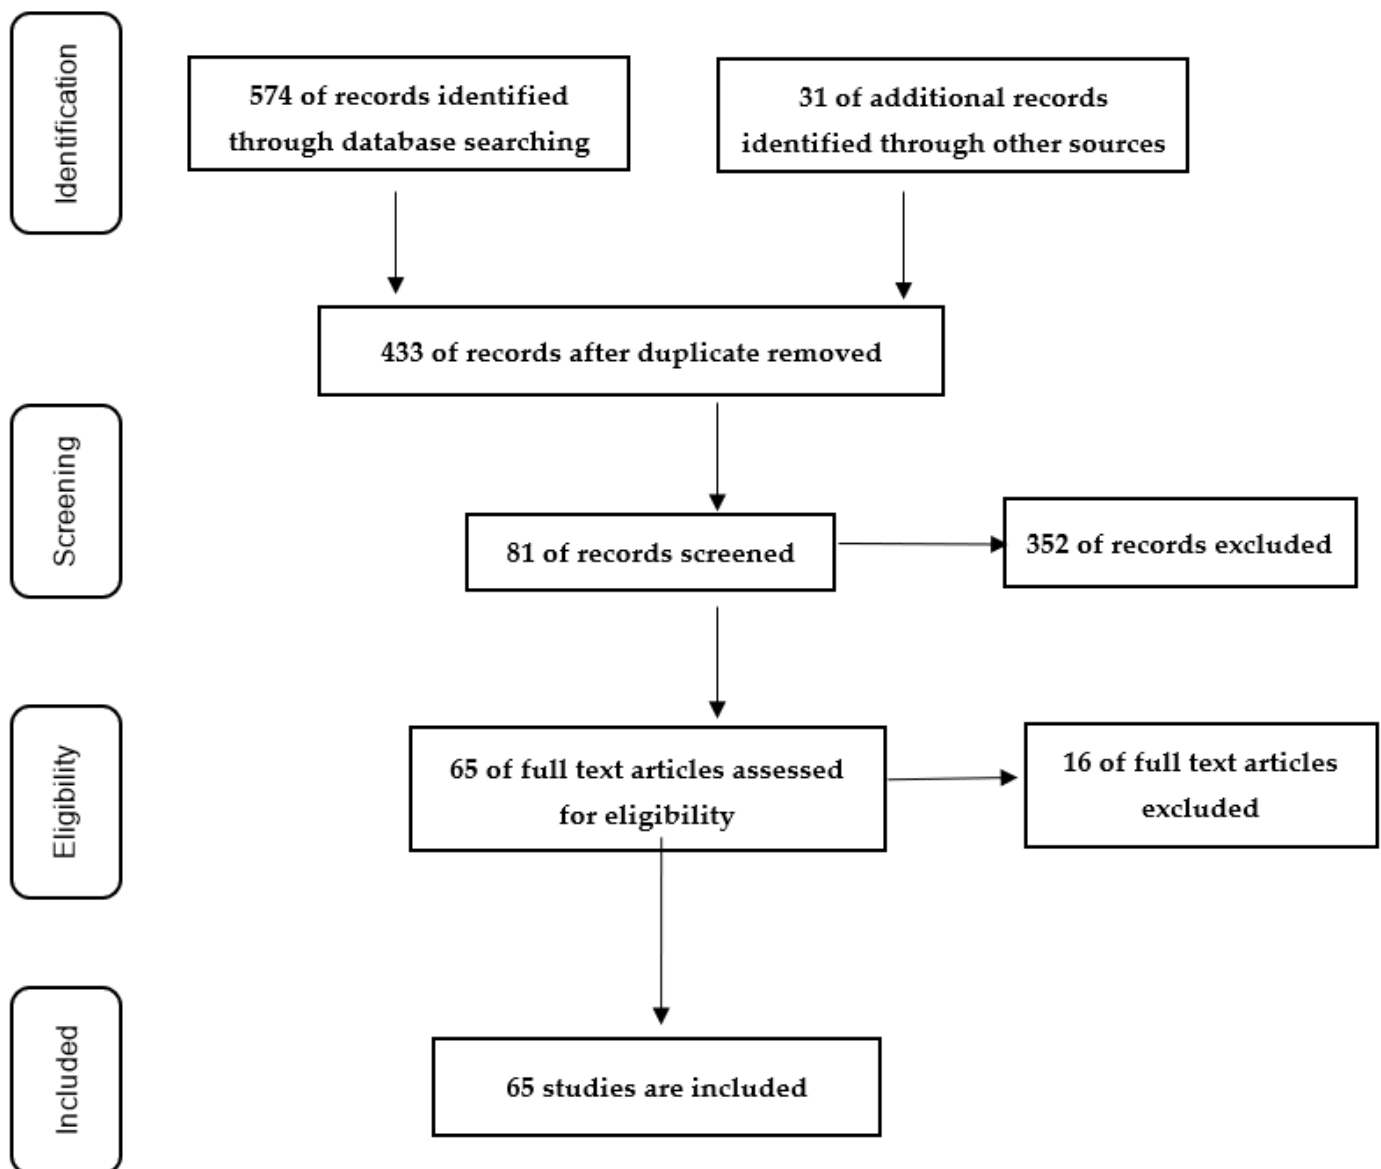 Identification
574 of records identified
through database searching
31 of additional records
identified through other sources
433 of records after duplicate removed
Screening
81 of records screened
352 of records excluded
Eligibility
65 of full text articles assessed
for eligibility
16 of full text articles
excluded
Included
65 studies are included